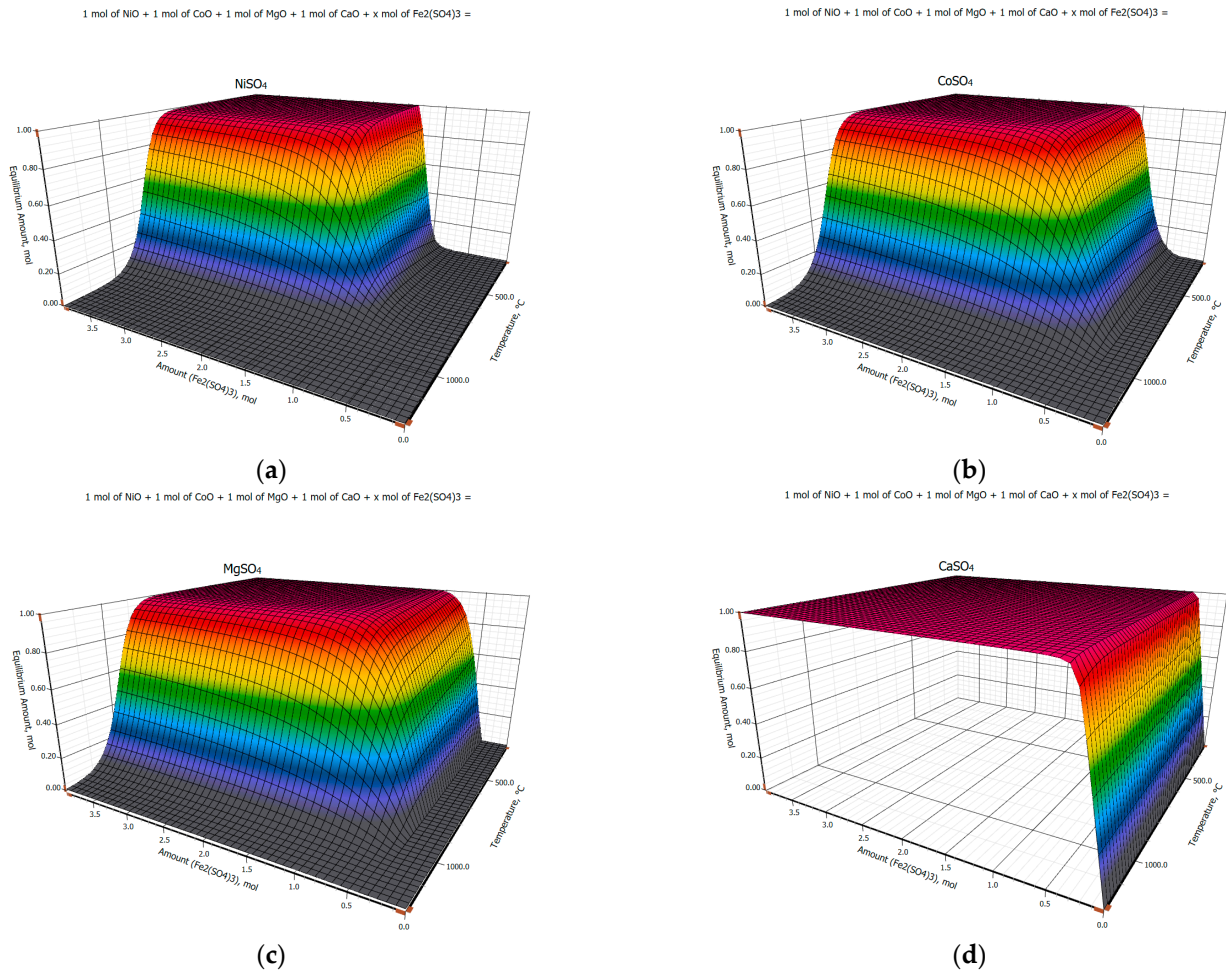 1 mol of NiO + 1 mol of CoO + 1 mol of MgO + 1 mol of CaO + x mol of Fe2(SO4)3 =
NiSO₄
1.00
0.80
0.60
0.40
0.20
0.00
Equilibrium Amount, mol
3.5
3.0
2.5
2.0
1.5
1.0
0.5
0.0
Amount (Fe2(SO4)3), mol
500.0
1000.0
Temperature, °C
(a)
1 mol of NiO + 1 mol of CoO + 1 mol of MgO + 1 mol of CaO + x mol of Fe2(SO4)3 =
CoSO₄
1.00
0.80
0.60
0.40
0.20
0.00
Equilibrium Amount, mol
3.5
3.0
2.5
2.0
1.5
1.0
0.5
0.0
Amount (Fe2(SO4)3), mol
500.0
1000.0
Temperature, °C
(b)
1 mol of NiO + 1 mol of CoO + 1 mol of MgO + 1 mol of CaO + x mol of Fe2(SO4)3 =
MgSO₄
1.00
0.80
0.60
0.40
0.20
0.00
Equilibrium Amount, mol
3.5
3.0
2.5
2.0
1.5
1.0
0.5
0.0
Amount (Fe2(SO4)3), mol
500.0
1000.0
Temperature, °C
(c)
1 mol of NiO + 1 mol of CoO + 1 mol of MgO + 1 mol of CaO + x mol of Fe2(SO4)3 =
CaSO₄
1.00
0.80
0.60
0.40
0.20
0.00
Equilibrium Amount, mol
3.5
3.0
2.5
2.0
1.5
1.0
0.5
0.0
Amount (Fe2(SO4)3), mol
500.0
1000.0
Temperature, °C
(d)